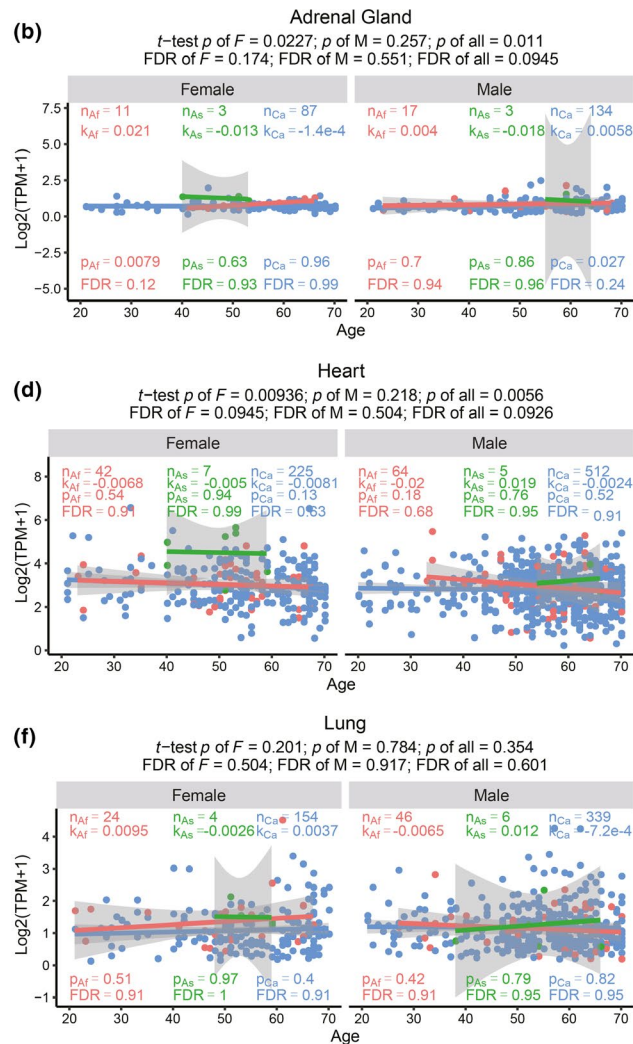 (b)
Adrenal Gland
t-test p of F = 0.0227; p of M = 0.257; p of all = 0.011
FDR of F = 0.174; FDR of M = 0.551; FDR of all = 0.0945
Female Male
7.5
5.0
2.5
0.0
-2.5
-5.0
Log2(TPM+1)
nAf = 11 nAs = 3 nCa = 87
kAf = 0.021 kAs = -0.013 kCa = -1.4e-4
pAf = 0.0079 pAs = 0.63 pCa = 0.96
FDR = 0.12 FDR = 0.93 FDR = 0.99
nAf = 17 nAs = 3 nCa = 134
kAf = 0.004 kAs = -0.018 kCa = 0.0058
pAf = 0.7 pAs = 0.86 pCa = 0.027
FDR = 0.94 FDR = 0.96 FDR = 0.24
20 30 40 50 60 70 20 30 40 50 60 70
Age
(d)
Heart
t-test p of F = 0.00936; p of M = 0.218; p of all = 0.0056
FDR of F = 0.0945; FDR of M = 0.504; FDR of all = 0.0926
Female Male
8
6
4
2
0
Log2(TPM+1)
nAf = 42 nAs = 7 nCa = 225
kAf = -0.0068 kAs = -0.005 kCa = -0.0081
pAf = 0.54 pAs = 0.94 pCa = 0.13
FDR = 0.91 FDR = 0.99 FDR = 0.63
nAf = 64 nAs = 5 nCa = 512
kAf = -0.02 kAs = 0.019 kCa = -0.0024
pAf = 0.18 pAs = 0.76 pCa = 0.52
FDR = 0.68 FDR = 0.95 FDR = 0.91
20 30 40 50 60 70 20 30 40 50 60 70
Age
(f)
Lung
t-test p of F = 0.201; p of M = 0.784; p of all = 0.354
FDR of F = 0.504; FDR of M = 0.917; FDR of all = 0.601
Female Male
4
3
2
1
0
-1
Log2(TPM+1)
nAf = 24 nAs = 4 nCa = 154
kAf = 0.0095 kAs = -0.0026 kCa = 0.0037
pAf = 0.51 pAs = 0.97 pCa = 0.4
FDR = 0.91 FDR = 1 FDR = 0.91
nAf = 46 nAs = 6 nCa = 339
kAf = -0.0065 kAs = 0.012 kCa = -7.2e-4
pAf = 0.42 pAs = 0.79 pCa = 0.82
FDR = 0.91 FDR = 0.95 FDR = 0.95
20 30 40 50 60 70 20 30 40 50 60 70
Age